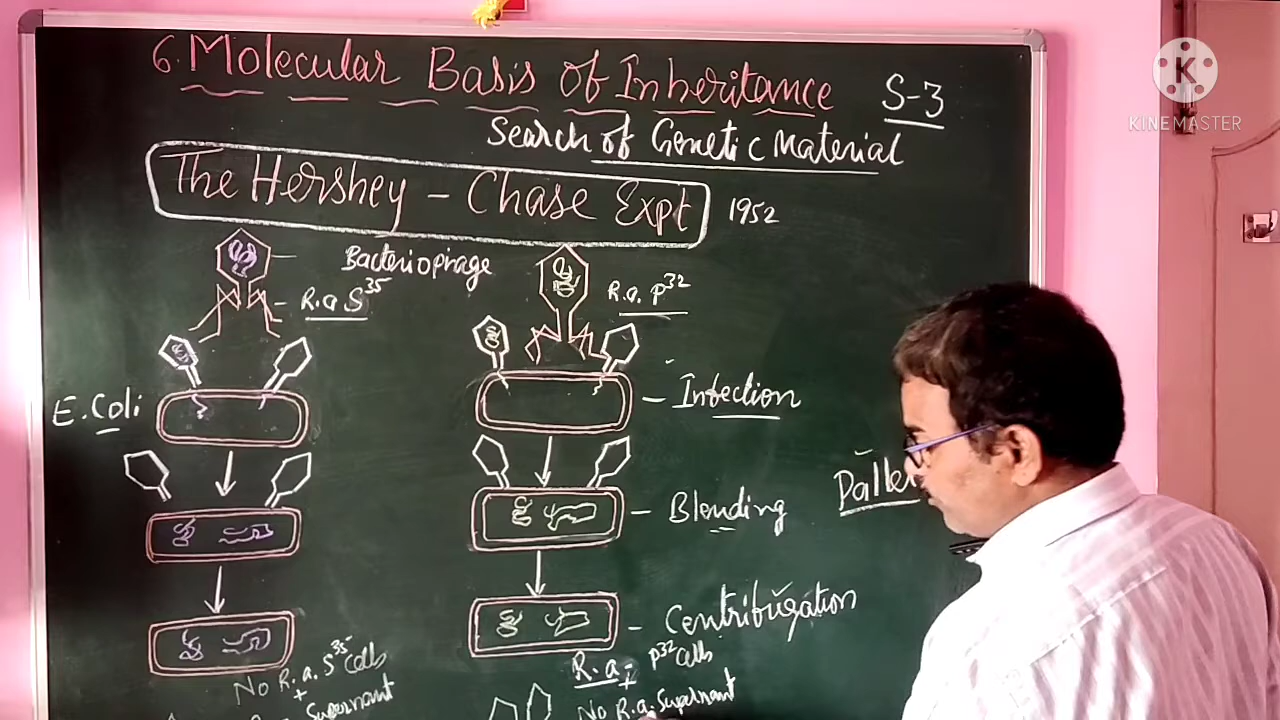 6. Molecular Basis of Inheritance
S-3
K
KINEMASTER
Search of Genetic Material
The Hershey - Chase Expt
1952
Bacteriophage
R.a S35
R.a. P32
E.Coli
Infection
Blending
Centrifugation
No R.a. S35 Cells
+
Supernant
R.a. P32 Cells
+
No R.a. Supernant